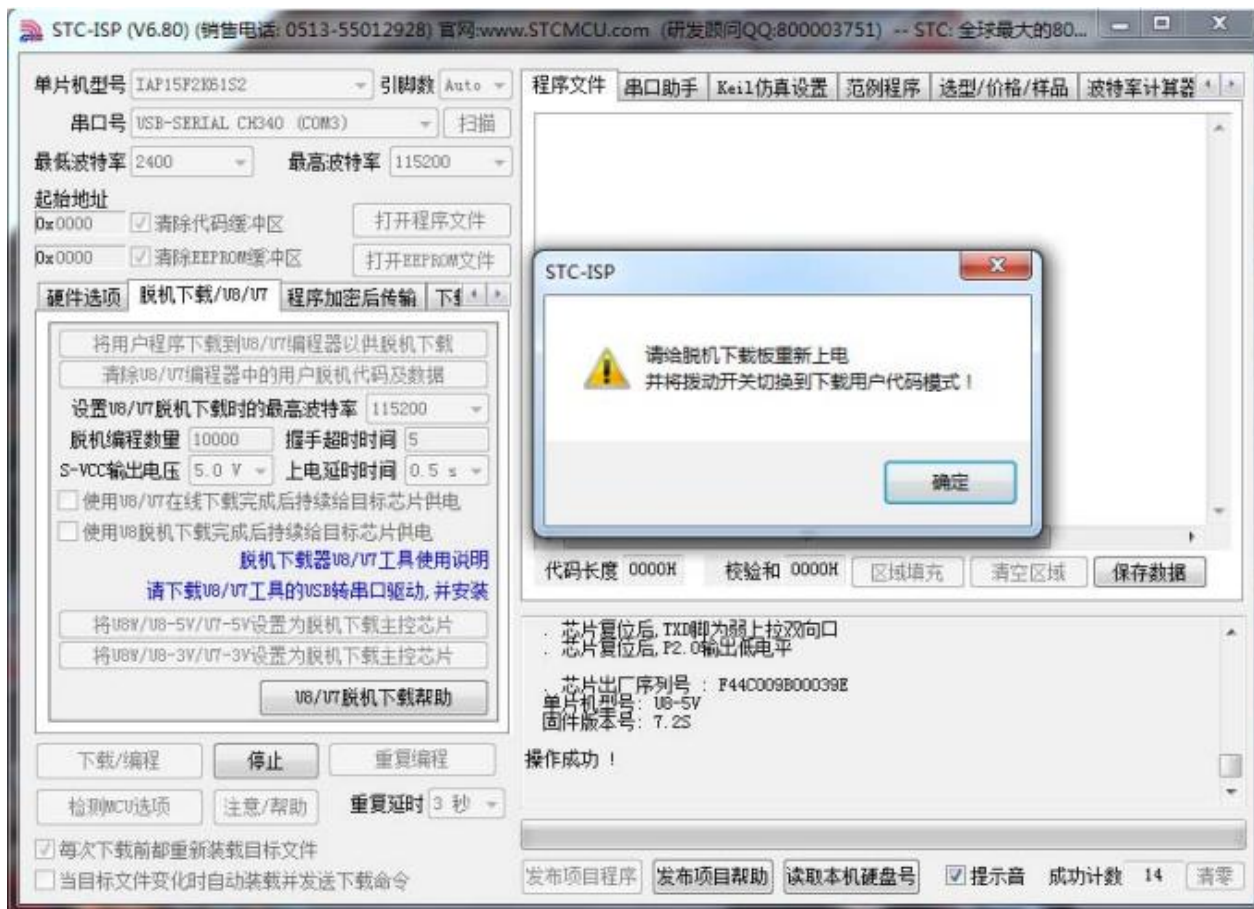 STC-ISP (V6.80) (销售电话: 0513-55012928) 官网:www.STCMCU.com (研发顾问QQ:800003751) -- STC: 全球最大的80...
单片机型号 IAP15F2K61S2 引脚数 Auto
串口号 USB-SERIAL CH340 (COM3) 扫描
最低波特率 2400 最高波特率 115200
起始地址
0x0000 清除代码缓冲区 打开程序文件
0x0000 清除EEPROM缓冲区 打开EEPROM文件
硬件选项 脱机下载/U8/U7 程序加密后传输
将用户程序下载到U8/U7编程器以供脱机下载
清除U8/U7编程器中的用户脱机代码及数据
设置U8/U7脱机下载时的最高波特率 115200
脱机编程数量 10000 握手超时时间 5
S-VCC输出电压 5.0 V 上电延时时间 0.5 s
使用U8/U7在线下载完成后持续给目标芯片供电
使用U8脱机下载完成后持续给目标芯片供电
脱机下载器U8/U7工具使用说明
请下载U8/U7工具的USB转串口驱动, 并安装
将U8W/U8-5V/U7-5V设置为脱机下载主控芯片
将U8W/U8-3V/U7-3V设置为脱机下载主控芯片
U8/U7脱机下载帮助
下载/编程 停止 重复编程
检测MCU选项 注意/帮助 重复延时 3 秒
每次下载前都重新装载目标文件
当目标文件变化时自动装载并发送下载命令
程序文件 串口助手 Keil仿真设置 范例程序 选型/价格/样品 波特率计算器
STC-ISP
请给脱机下载板重新上电
并将拨动开关切换到下载用户代码模式！
确定
代码长度 0000H 校验和 0000H 区域填充 清空区域 保存数据
. 芯片复位后, TXD脚为弱上拉双向口
. 芯片复位后, P2.0输出低电平
. 芯片出厂序列号 : F44C009B00039E
单片机型号: U8-5V
固件版本号: 7.2S
操作成功 !
发布项目程序 发布项目帮助 读取本机硬盘号 提示音 成功计数 14 清零